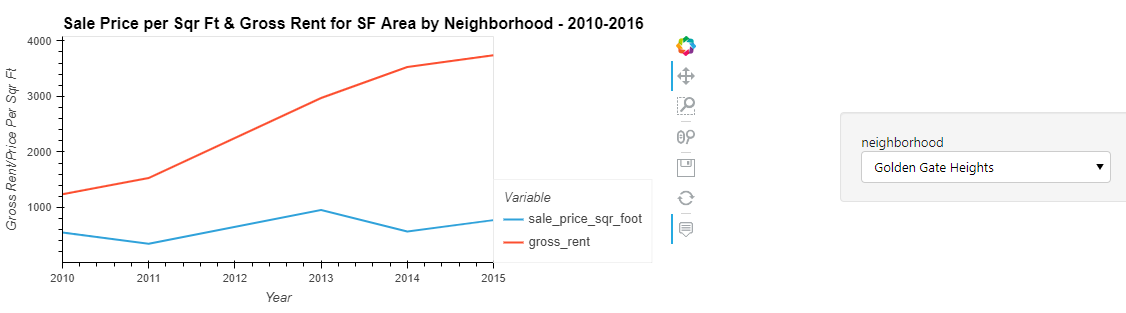 Sale Price per Sqr Ft & Gross Rent for SF Area by Neighborhood - 2010-2016
Gross Rent/Price Per Sqr Ft
4000
3000
2000
1000
2010 2011 2012 2013 2014 2015
Year
Variable
sale_price_sqr_foot
gross_rent
neighborhood
Golden Gate Heights